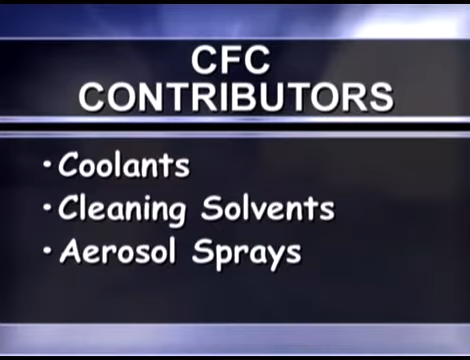 CFC
CONTRIBUTORS
· Coolants
· Cleaning Solvents
· Aerosol Sprays